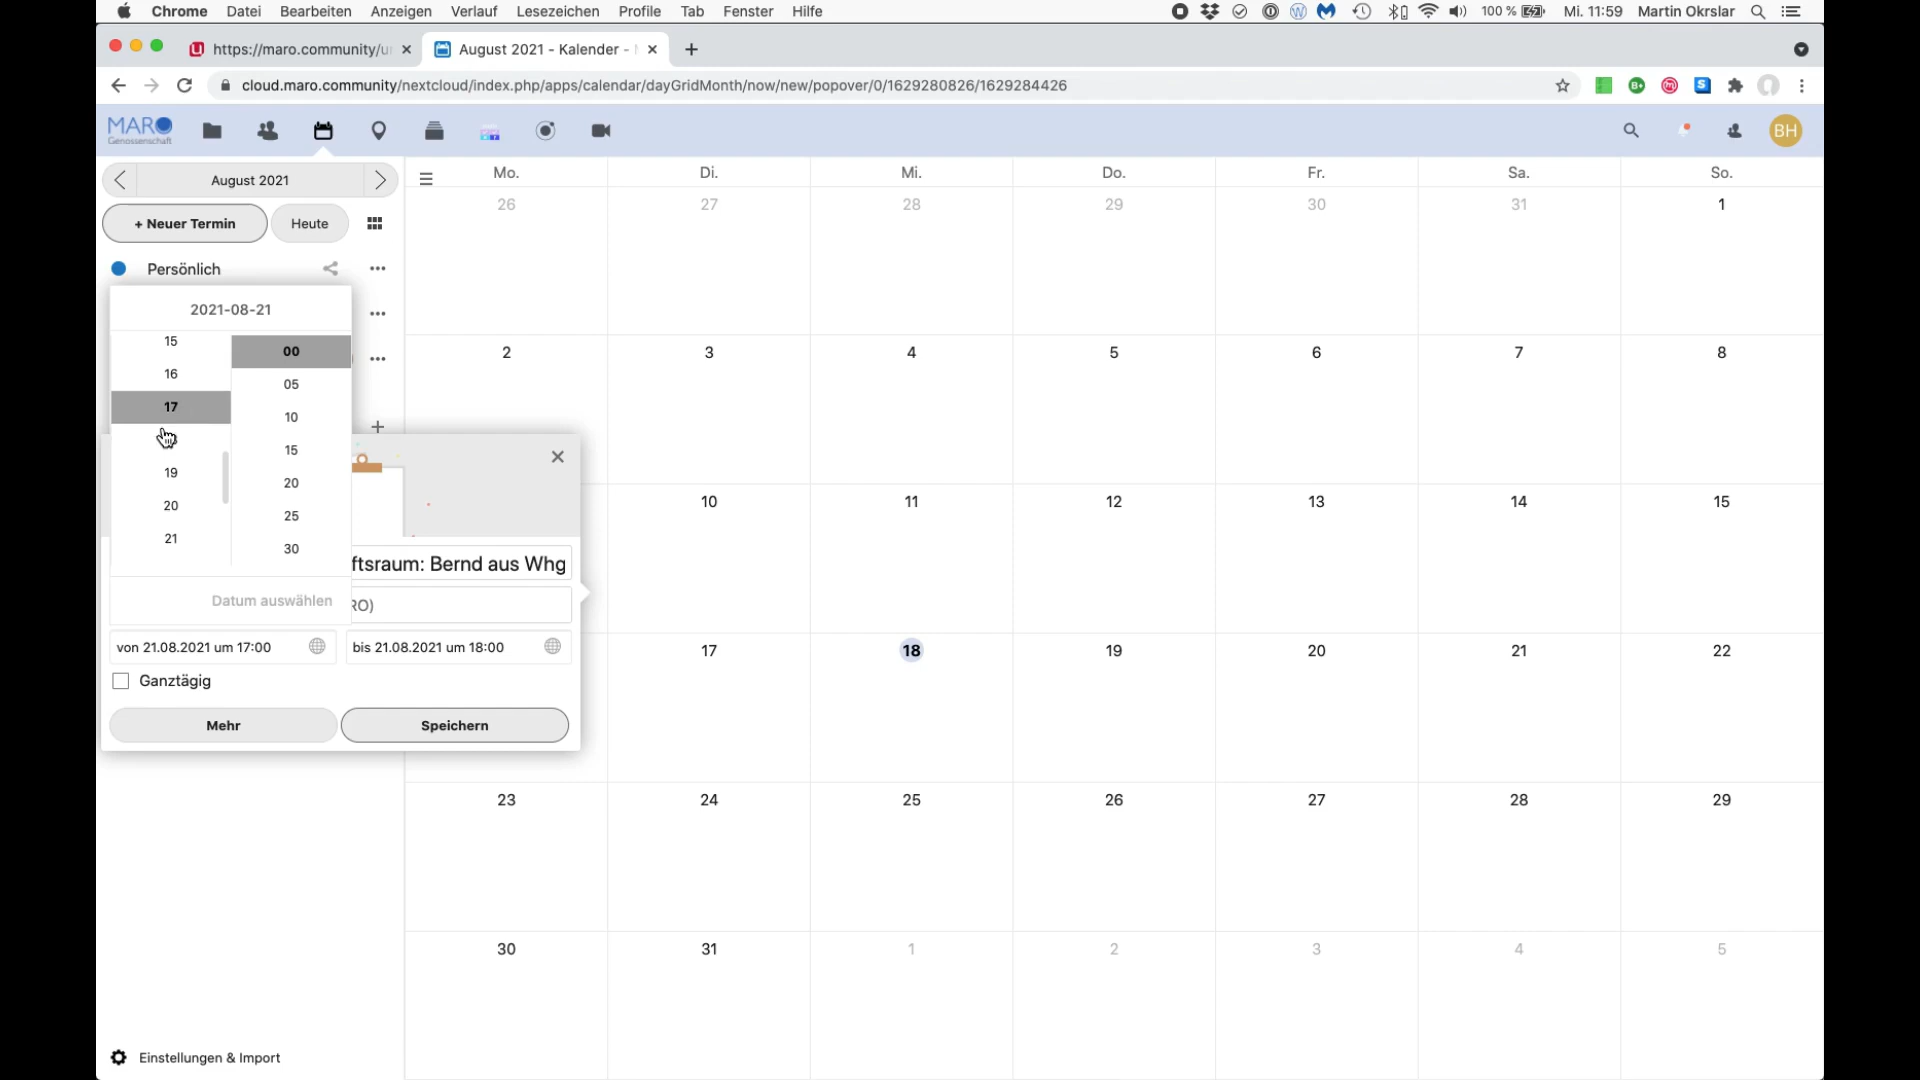 Chrome Datei Bearbeiten Anzeigen Verlauf Lesezeichen Profile Tab Fenster Hilfe 100 % Mi. 11:59 Martin Okrslar
https://maro.community/u August 2021 - Kalender -
cloud.maro.community/nextcloud/index.php/apps/calendar/dayGridMonth/now/new/popover/0/1629280826/1629284426
MARO
Genossenschaft
BH
August 2021
+ Neuer Termin Heute
Persönlich
2021-08-21
15
16
17
19
20
21
00
05
10
15
20
25
30
Datum auswählen
ftsraum: Bernd aus Whg
RO)
von 21.08.2021 um 17:00 bis 21.08.2021 um 18:00
Ganztägig
Mehr Speichern
Einstellungen & Import
Mo. Di. Mi. Do. Fr. Sa. So.
26 27 28 29 30 31 1
2 3 4 5 6 7 8
10 11 12 13 14 15
17 18 19 20 21 22
23 24 25 26 27 28 29
30 31 1 2 3 4 5